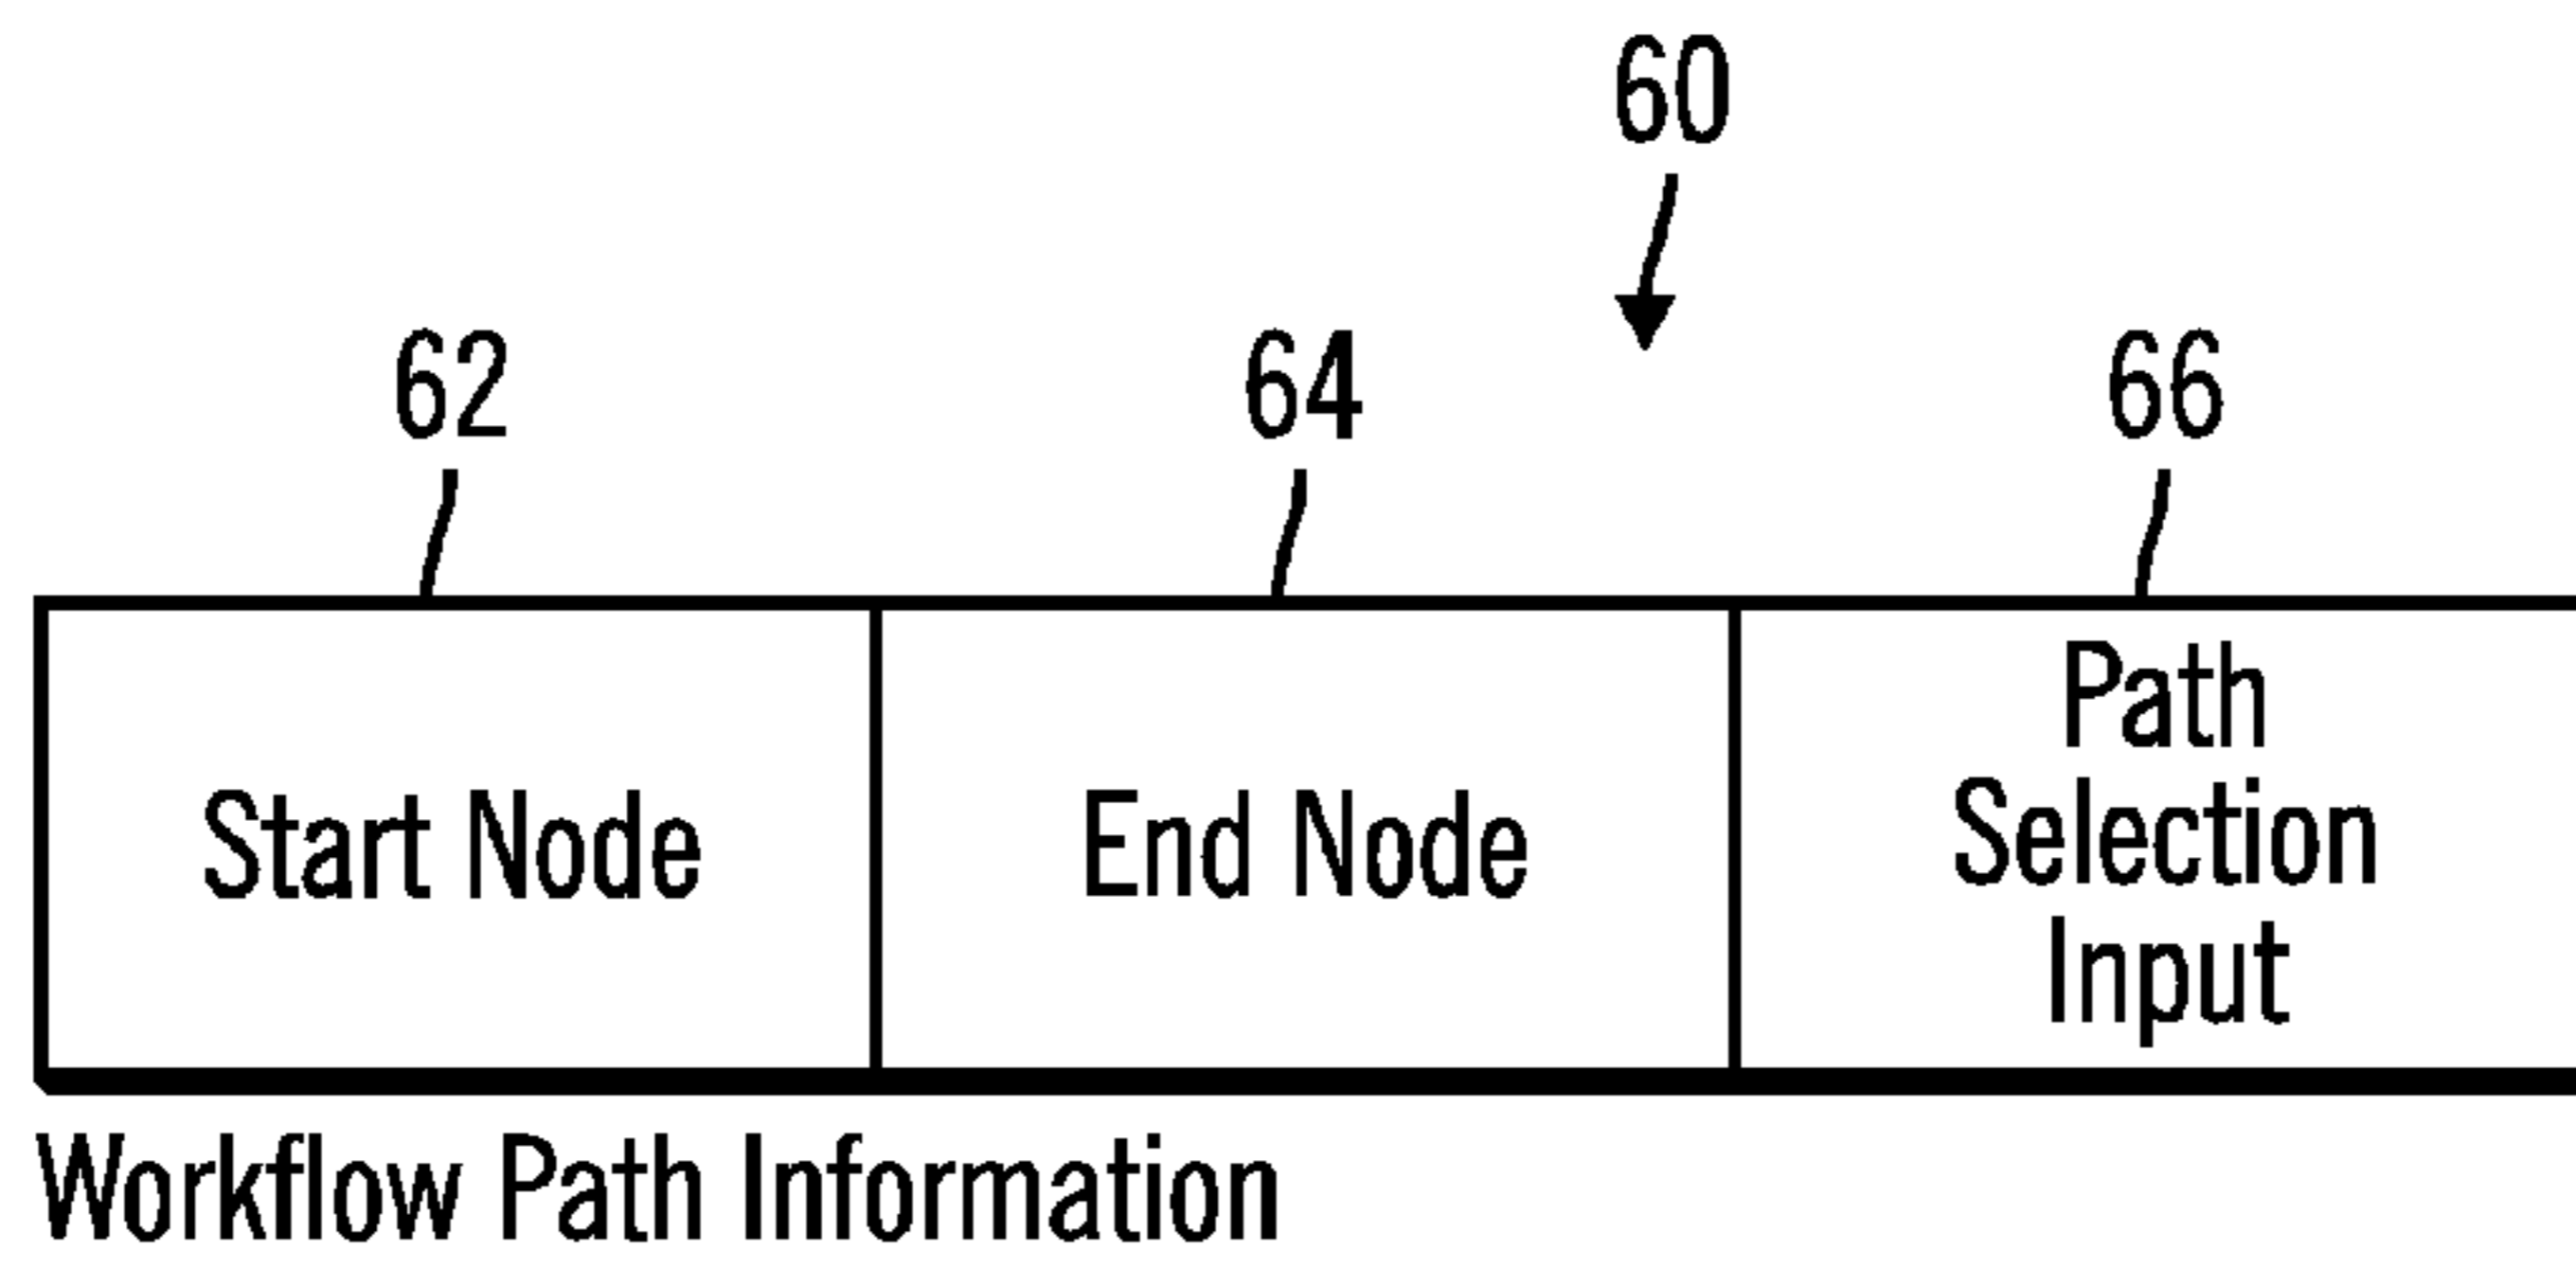 60
62
64
66
Start Node
End Node
Path
Selection
Input
Workflow Path Information